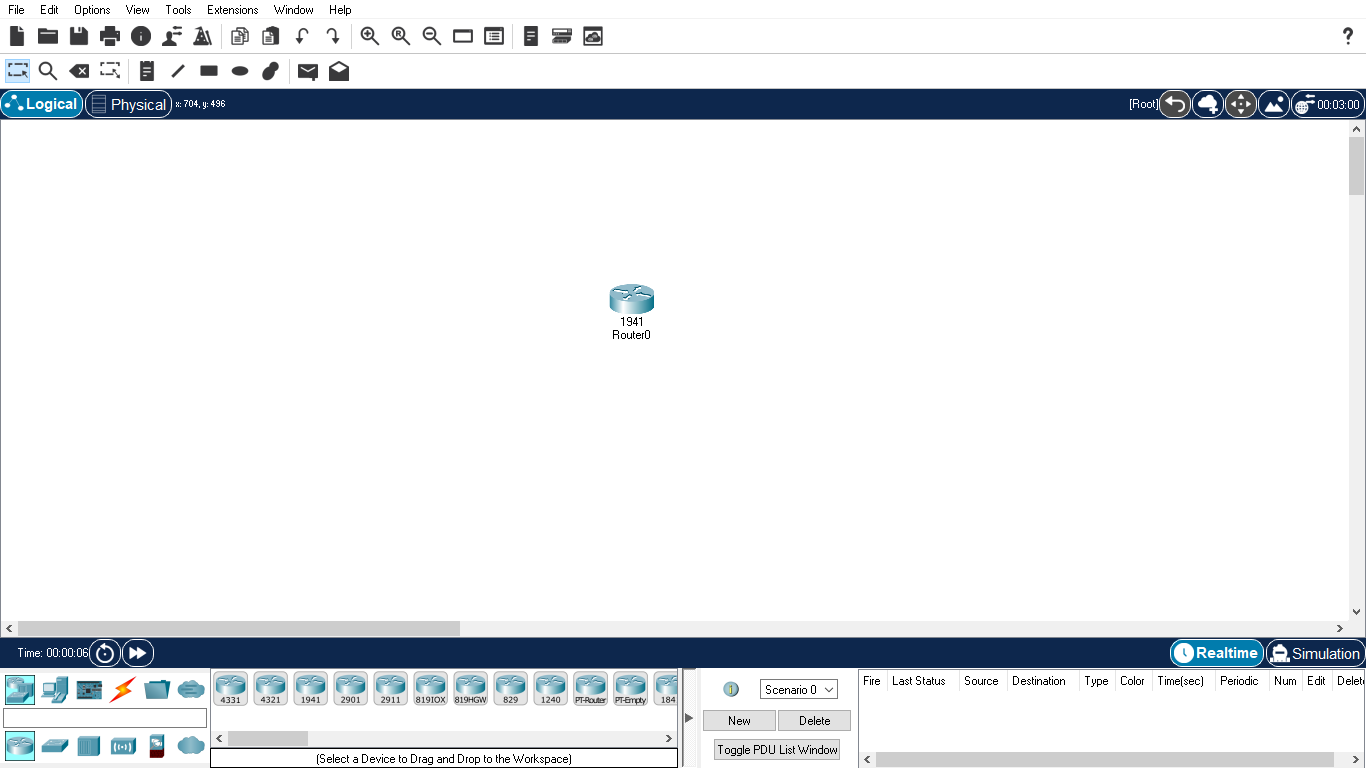 File Edit Options View Tools Extensions Window Help
?
Logical Physical x: 704, y: 496 [Root] 00:03:00
1941
Router0
Time: 00:00:06 Realtime Simulation
4331 4321 1941 2901 2911 819IOX 819HGW 829 1240 PT-Router PT-Empty 184
(Select a Device to Drag and Drop to the Workspace)
Scenario 0
New Delete
Toggle PDU List Window
Fire Last Status Source Destination Type Color Time(sec) Periodic Num Edit Delet